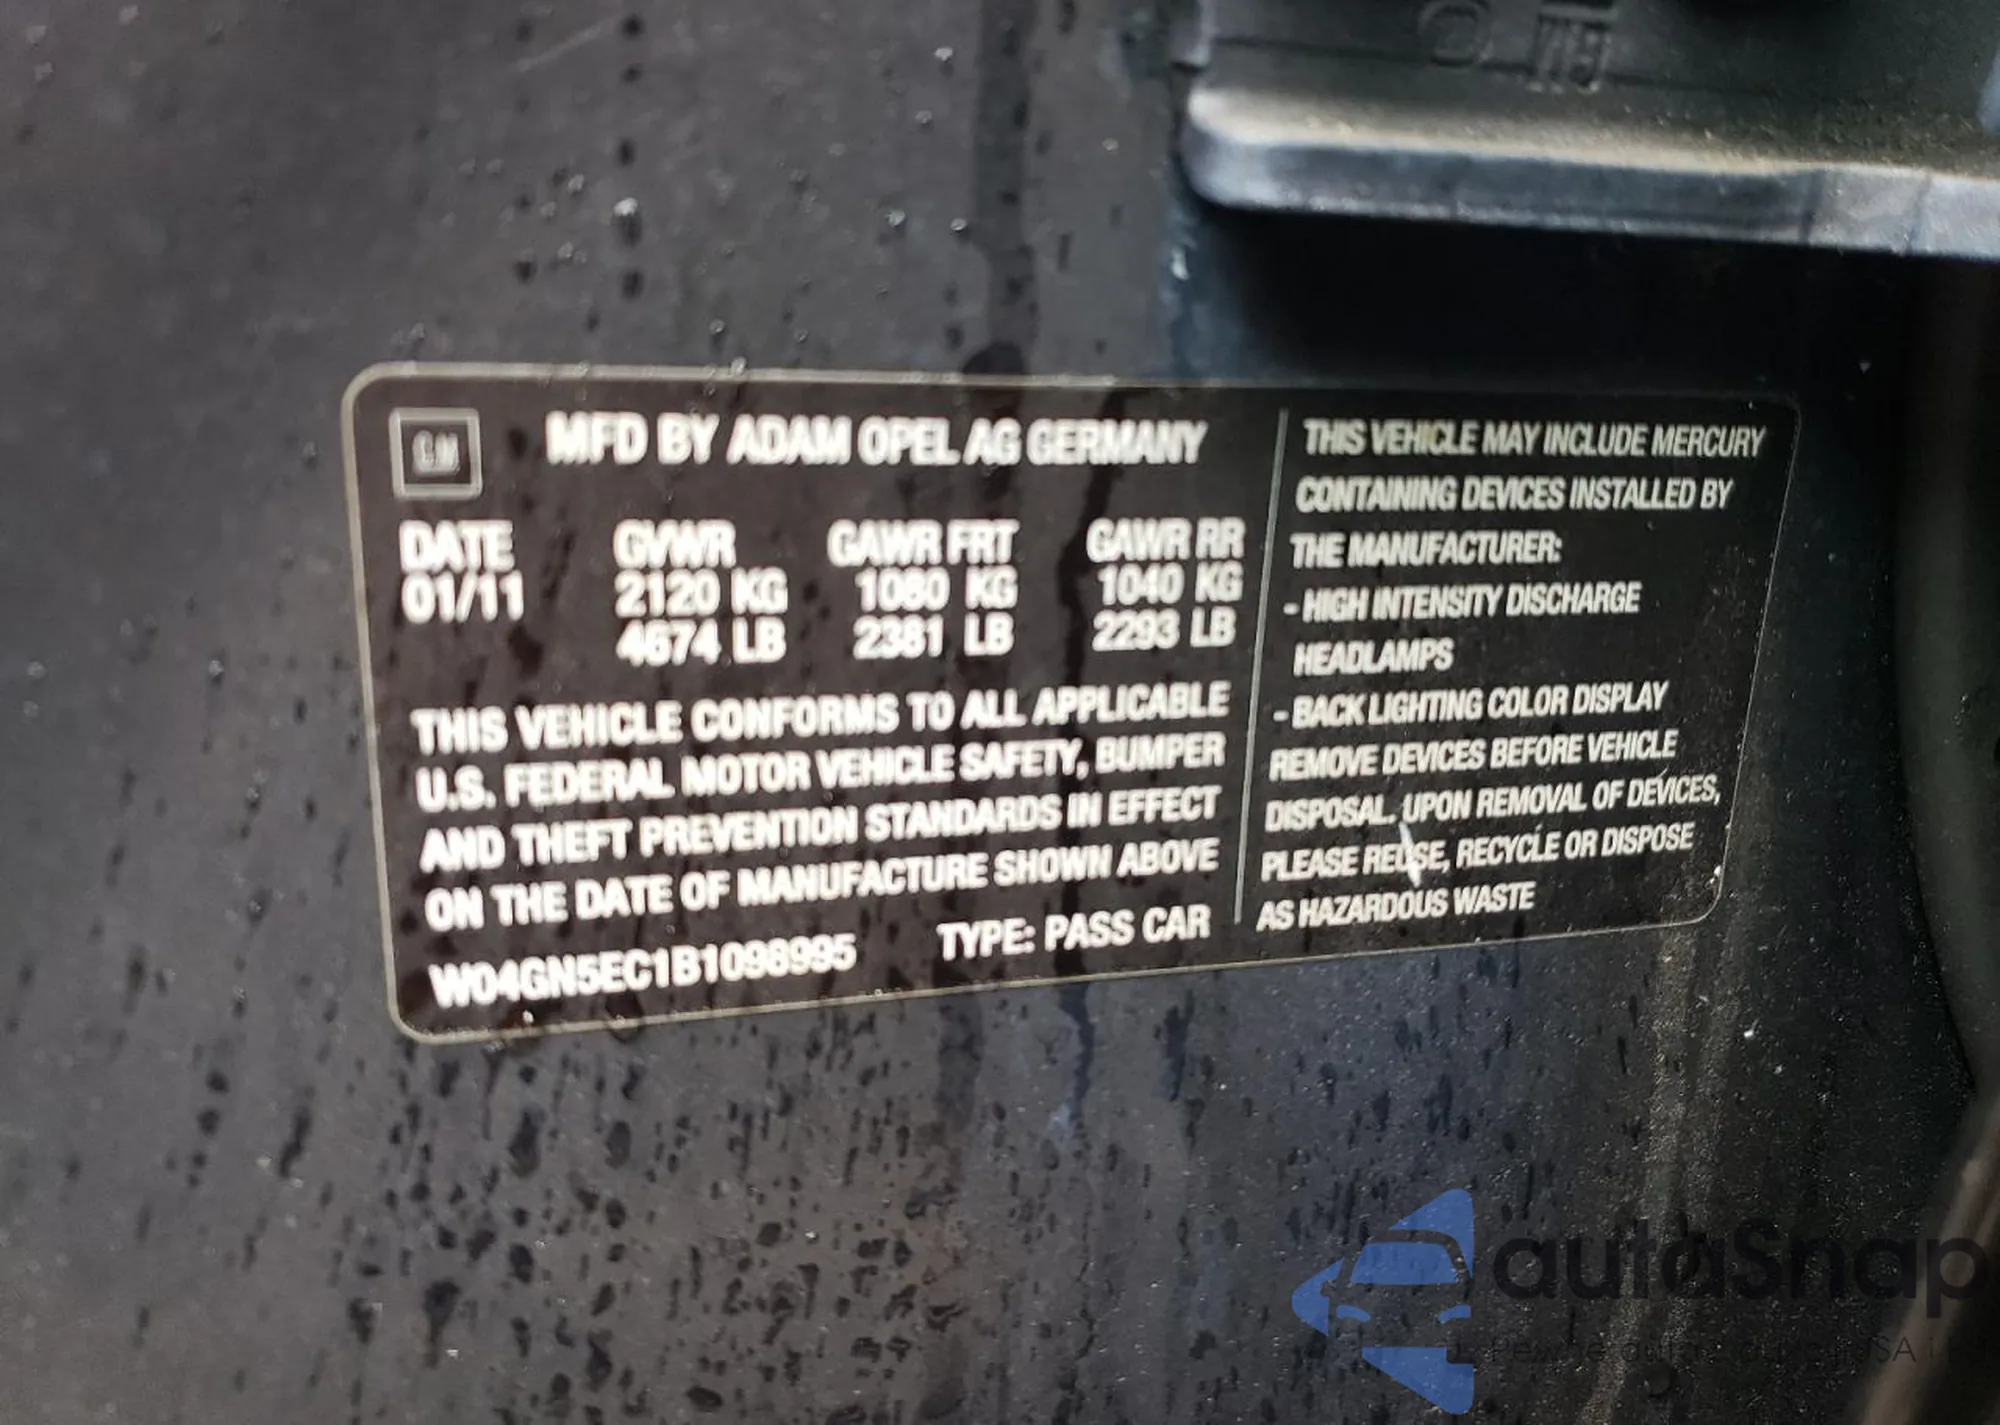 GM
MFD BY ADAM OPEL AG GERMANY
DATE GVWR GAWR FRT GAWR RR
01/11 2120 KG 1080 KG 1040 KG
4674 LB 2381 LB 2293 LB
THIS VEHICLE CONFORMS TO ALL APPLICABLE
U.S. FEDERAL MOTOR VEHICLE SAFETY, BUMPER
AND THEFT PREVENTION STANDARDS IN EFFECT
ON THE DATE OF MANUFACTURE SHOWN ABOVE
W04GN5EC1B1098995 TYPE: PASS CAR
THIS VEHICLE MAY INCLUDE MERCURY
CONTAINING DEVICES INSTALLED BY
THE MANUFACTURER:
- HIGH INTENSITY DISCHARGE
HEADLAMPS
- BACK LIGHTING COLOR DISPLAY
REMOVE DEVICES BEFORE VEHICLE
DISPOSAL. UPON REMOVAL OF DEVICES,
PLEASE REUSE, RECYCLE OR DISPOSE
AS HAZARDOUS WASTE
autoSnap